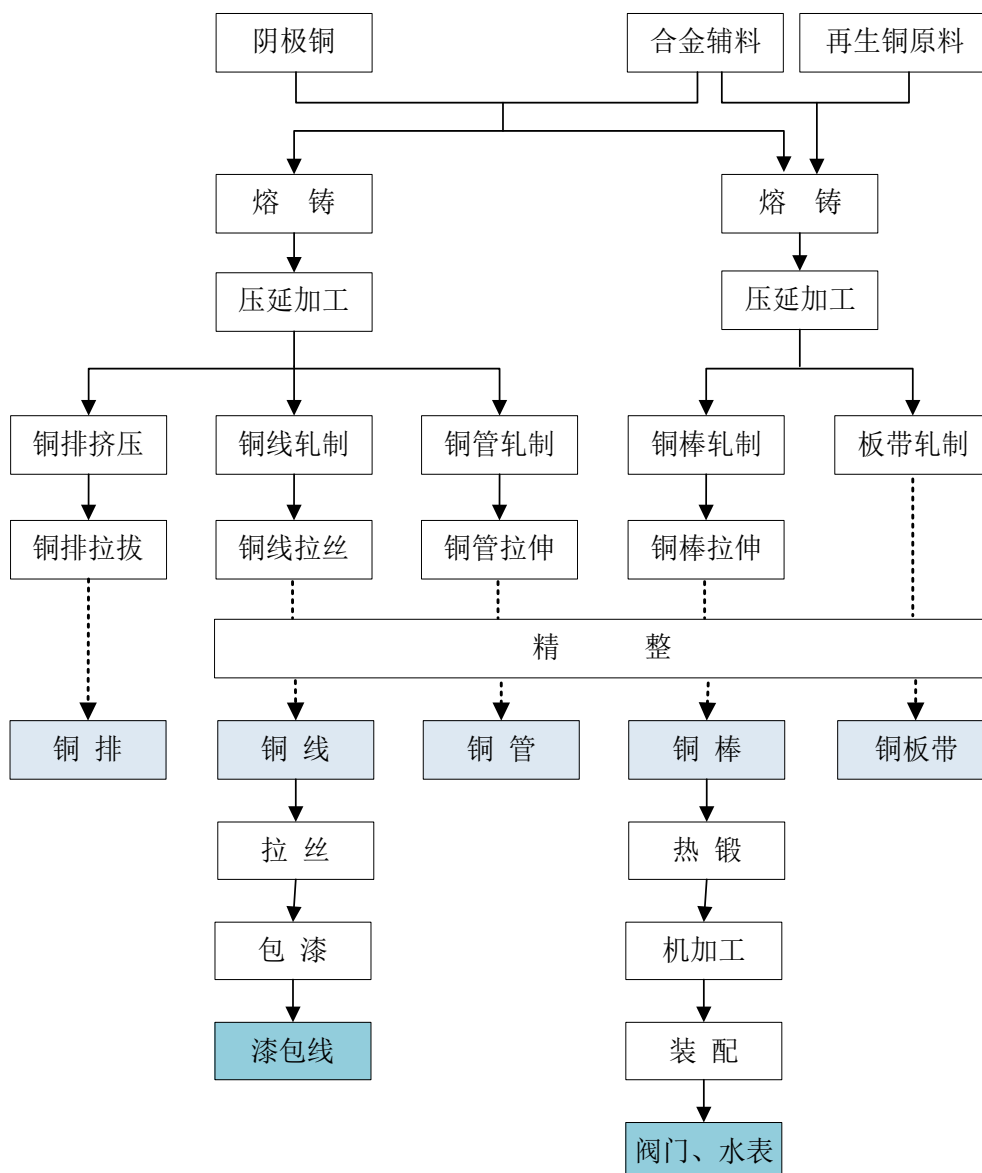 阴极铜
合金辅料
再生铜原料
熔 铸
熔 铸
压延加工
压延加工
铜排挤压
铜线轧制
铜管轧制
铜棒轧制
板带轧制
铜排拉拔
铜线拉丝
铜管拉伸
铜棒拉伸
精 整
铜 排
铜 线
铜 管
铜 棒
铜板带
拉 丝
热 锻
包 漆
机加工
漆包线
装 配
阀门、水表